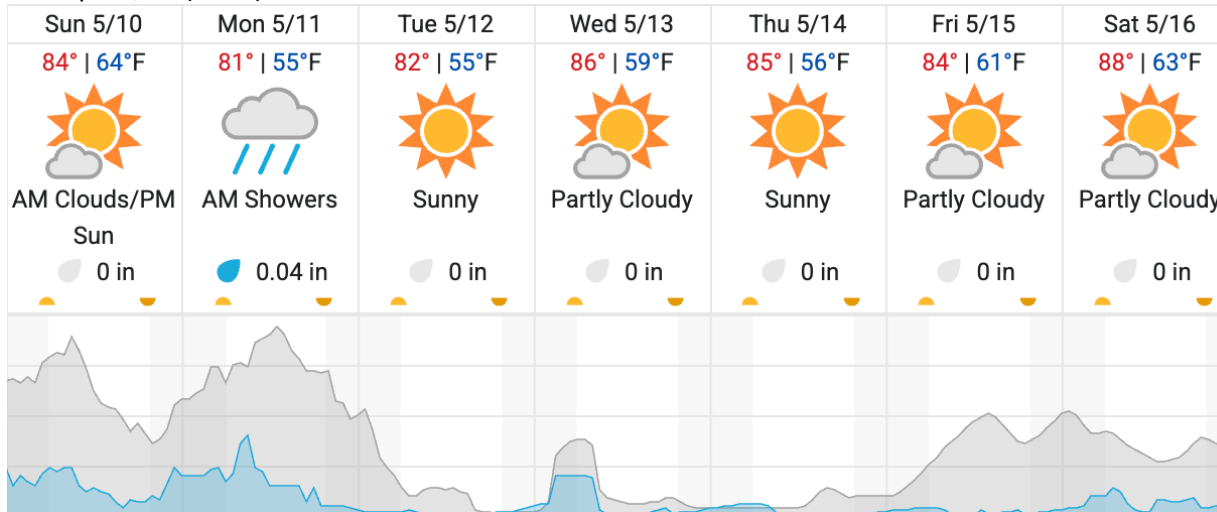 Sun 5/10 Mon 5/11 Tue 5/12 Wed 5/13 Thu 5/14 Fri 5/15 Sat 5/16
84° | 64°F 81° | 55°F 82° | 55°F 86° | 59°F 85° | 56°F 84° | 61°F 88° | 63°F
AM Clouds/PM AM Showers Sunny Partly Cloudy Sunny Partly Cloudy Partly Cloudy
Sun
0 in 0.04 in 0 in 0 in 0 in 0 in 0 in